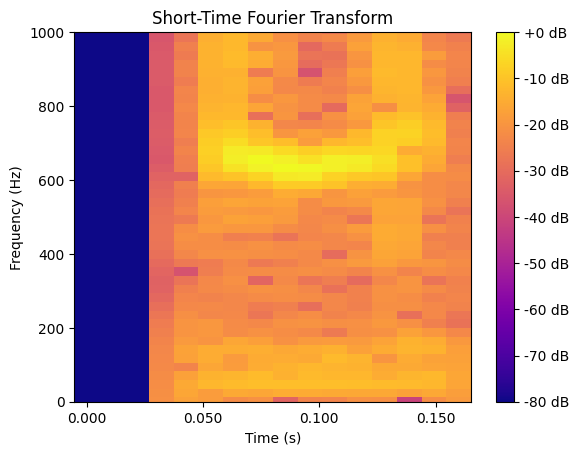 Short-Time Fourier Transform
1000
800
600
400
200
0
Frequency (Hz)
0.000
0.050
0.100
0.150
Time (s)
+0 dB
-10 dB
-20 dB
-30 dB
-40 dB
-50 dB
-60 dB
-70 dB
-80 dB